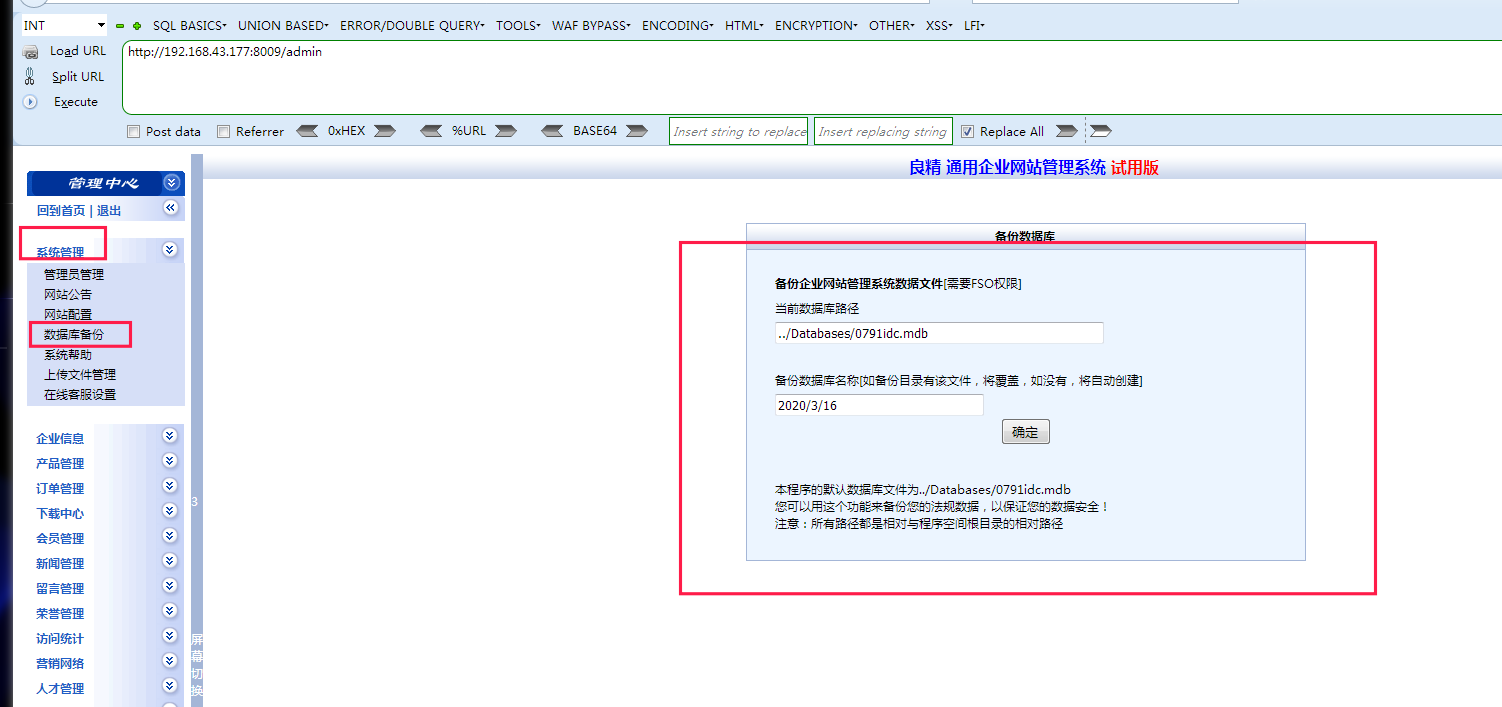 INT
SQL BASICS▾ UNION BASED▾ ERROR/DOUBLE QUERY▾ TOOLS▾ WAF BYPASS▾ ENCODING▾ HTML▾ ENCRYPTION▾ OTHER▾ XSS▾ LFI▾
Load URL
http://192.168.43.177:8009/admin
Split URL
Execute
Post data Referrer 0xHEX %URL BASE64 Insert string to replace Insert replacing string Replace All
良精 通用企业网站管理系统 试用版
管理中心
回到首页 | 退出
系统管理
管理员管理
网站公告
网站配置
数据库备份
系统帮助
上传文件管理
在线客服设置
企业信息
产品管理
订单管理
下载中心
会员管理
新闻管理
留言管理
荣誉管理
访问统计
营销网络
人才管理
3
屏
幕
切
换
备份数据库
备份企业网站管理系统数据文件[需要FSO权限]
当前数据库路径
../Databases/0791idc.mdb
备份数据库名称[如备份目录有该文件，将覆盖，如没有，将自动创建]
2020/3/16
确定
本程序的默认数据库文件为../Databases/0791idc.mdb
您可以用这个功能来备份您的法规数据，以保证您的数据安全！
注意：所有路径都是相对与程序空间根目录的相对路径